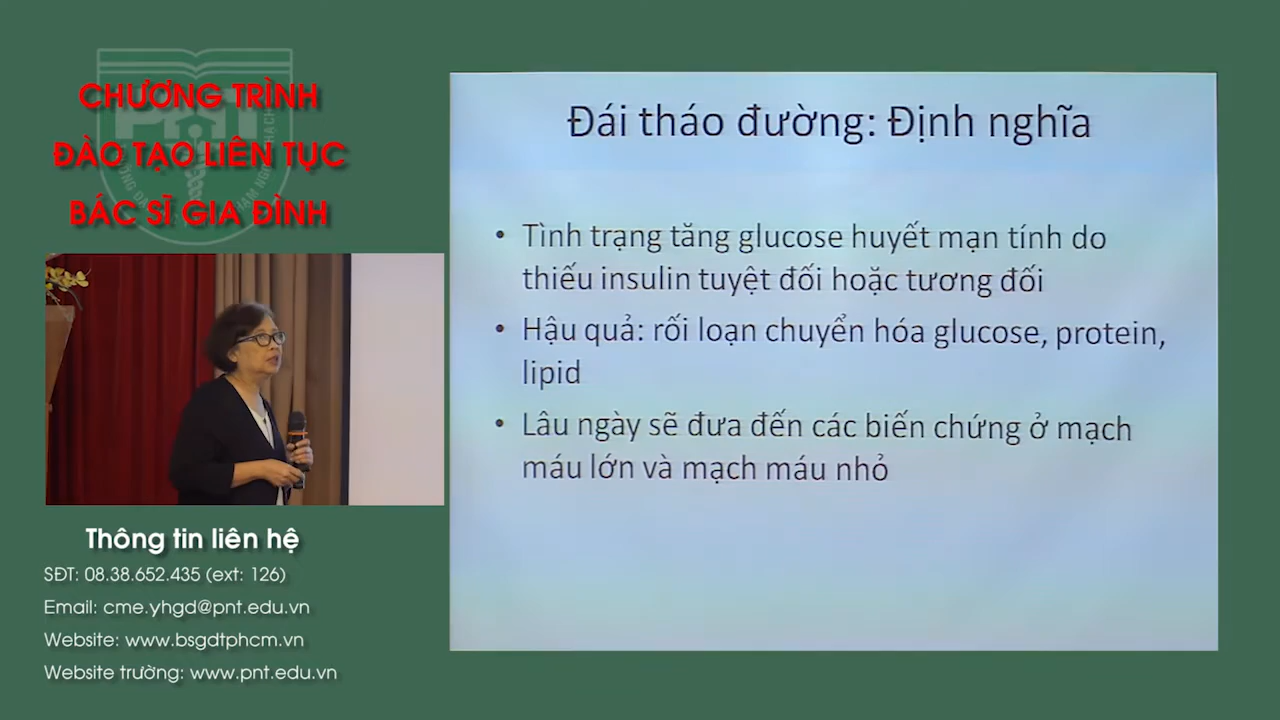 CHƯƠNG TRÌNH
ĐÀO TẠO LIÊN TỤC
BÁC SĨ GIA ĐÌNH
PNT
Đái tháo đường: Định nghĩa
• Tình trạng tăng glucose huyết mạn tính do
thiếu insulin tuyệt đối hoặc tương đối
• Hậu quả: rối loạn chuyển hóa glucose, protein,
lipid
• Lâu ngày sẽ đưa đến các biến chứng ở mạch
máu lớn và mạch máu nhỏ
Thông tin liên hệ
SĐT: 08.38.652.435 (ext: 126)
Email: cme.yhgd@pnt.edu.vn
Website: www.bsgdtphcm.vn
Website trường: www.pnt.edu.vn